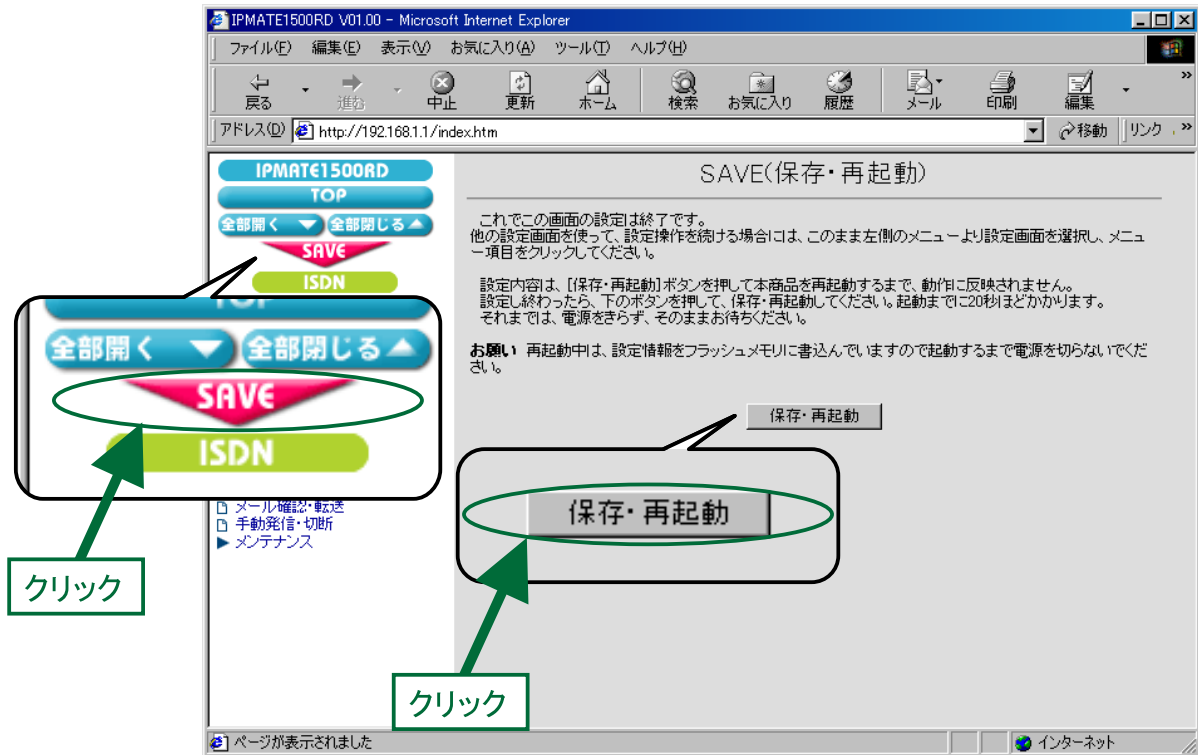 IPMATE1500RD V01.00 - Microsoft Internet Explorer
ファイル(F) 編集(E) 表示(V) お気に入り(A) ツール(T) ヘルプ(H)
戻る 進む 中止 更新 ホーム 検索 お気に入り 履歴 メール 印刷 編集 »
アドレス(D) http://192.168.1.1/index.htm 移動 リンク »
IPMATE1500RD
TOP
全部開く 全部閉じる
SAVE
ISDN
TOP
全部開く 全部閉じる
SAVE
ISDN
メール確認・転送
手動発信・切断
メンテナンス
クリック
SAVE(保存・再起動)
これでこの画面の設定は終了です。
他の設定画面を使って、設定操作を続ける場合には、このまま左側のメニューより設定画面を選択し、メニュ
ー項目をクリックしてください。
設定内容は、[保存・再起動]ボタンを押して本商品を再起動するまで、動作に反映されません。
設定し終わったら、下のボタンを押して、保存・再起動してください。起動までに20秒ほどかかります。
それまでは、電源をきらず、そのままお待ちください。
お願い 再起動中は、設定情報をフラッシュメモリに書込んでいますので起動するまで電源を切らないでくだ
さい。
保存・再起動
保存・再起動
クリック
ページが表示されました
インターネット